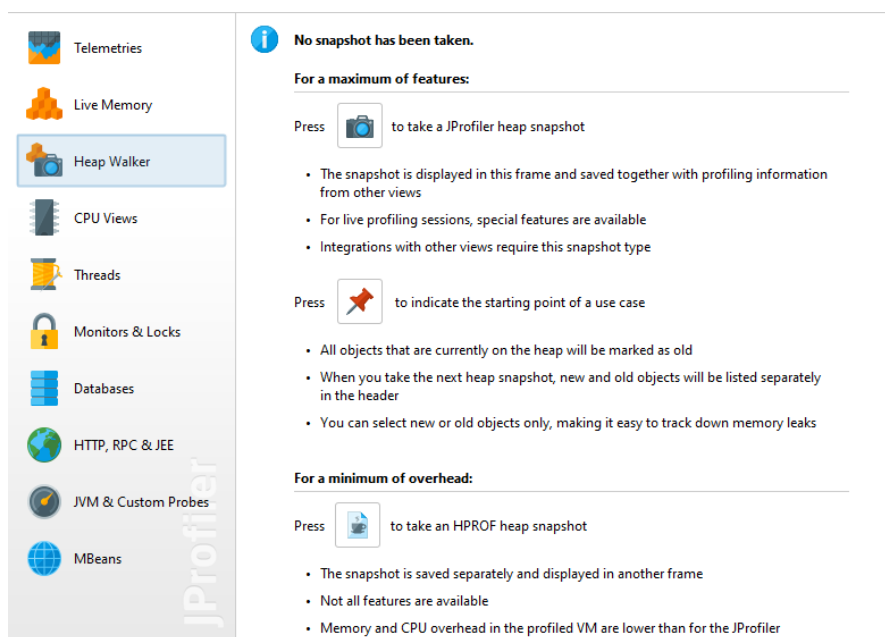 Telemetries
Live Memory
Heap Walker
CPU Views
Threads
Monitors & Locks
Databases
HTTP, RPC & JEE
JVM & Custom Probes
MBeans
JProfiler
No snapshot has been taken.
For a maximum of features:
Press to take a JProfiler heap snapshot
• The snapshot is displayed in this frame and saved together with profiling information
from other views
• For live profiling sessions, special features are available
• Integrations with other views require this snapshot type
Press to indicate the starting point of a use case
• All objects that are currently on the heap will be marked as old
• When you take the next heap snapshot, new and old objects will be listed separately
in the header
• You can select new or old objects only, making it easy to track down memory leaks
For a minimum of overhead:
Press to take an HPROF heap snapshot
• The snapshot is saved separately and displayed in another frame
• Not all features are available
• Memory and CPU overhead in the profiled VM are lower than for the JProfiler